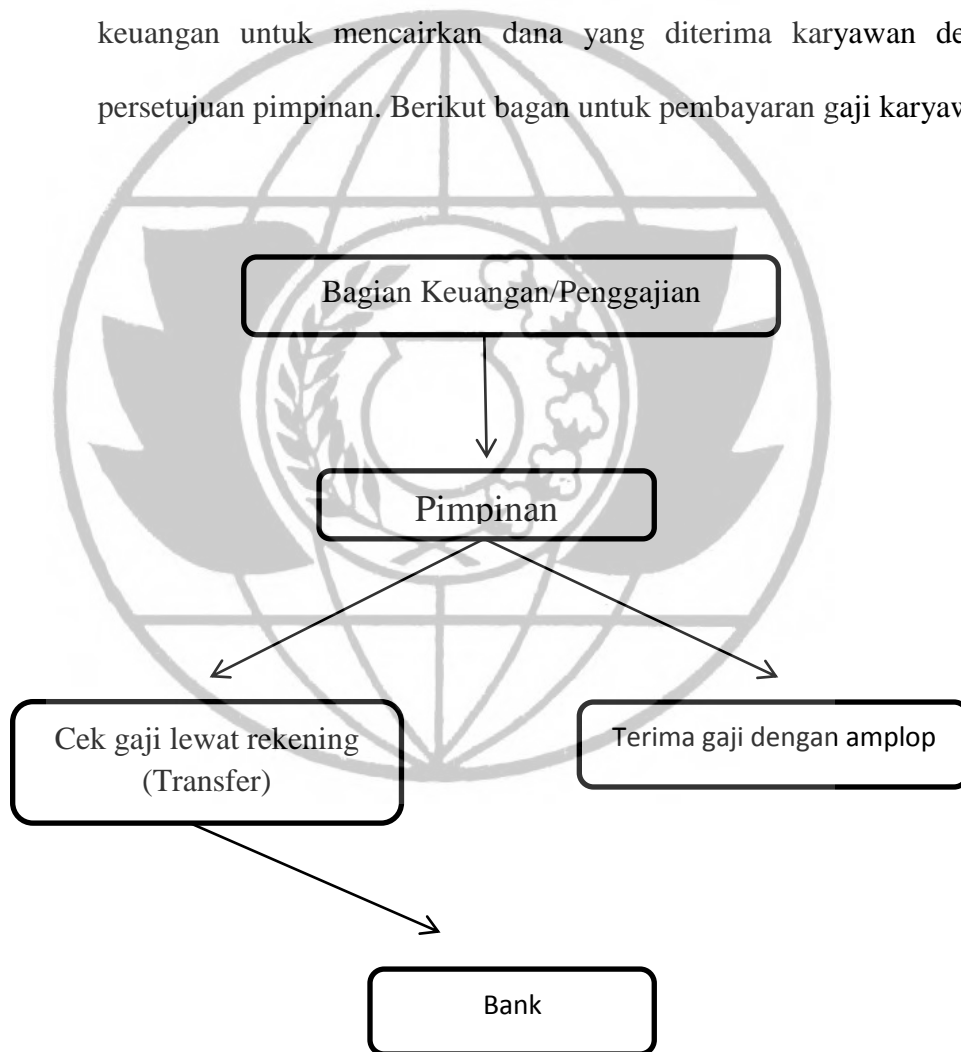 keuangan untuk mencairkan dana yang diterima karyawan de
persetujuan pimpinan. Berikut bagan untuk pembayaran gaji karyaw
Bagian Keuangan/Penggajian
Pimpinan
Cek gaji lewat rekening
(Transfer)
Terima gaji dengan amplop
Bank